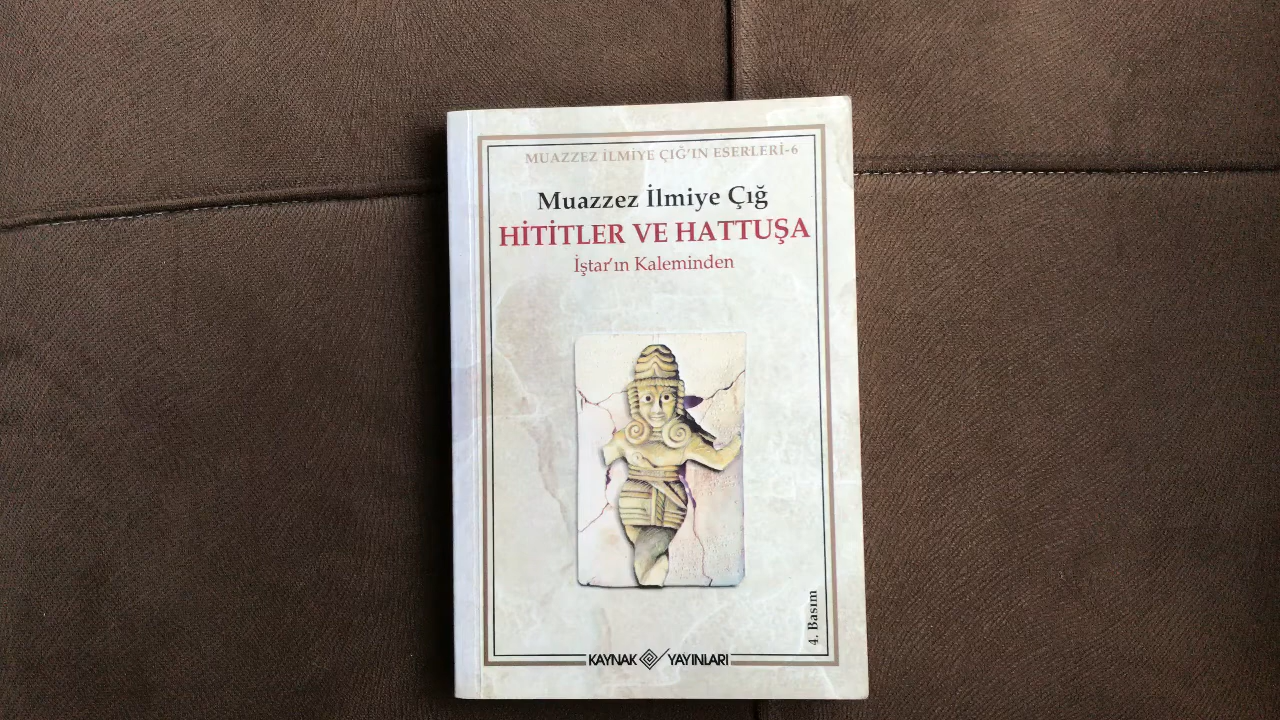 MUAZZEZ İLMİYE ÇIĞ'IN ESERLERİ-6
Muazzez İlmiye Çığ
HİTİTLER VE HATTUŞA
İştar'ın Kaleminden
4. Basım
KAYNAK YAYINLARI